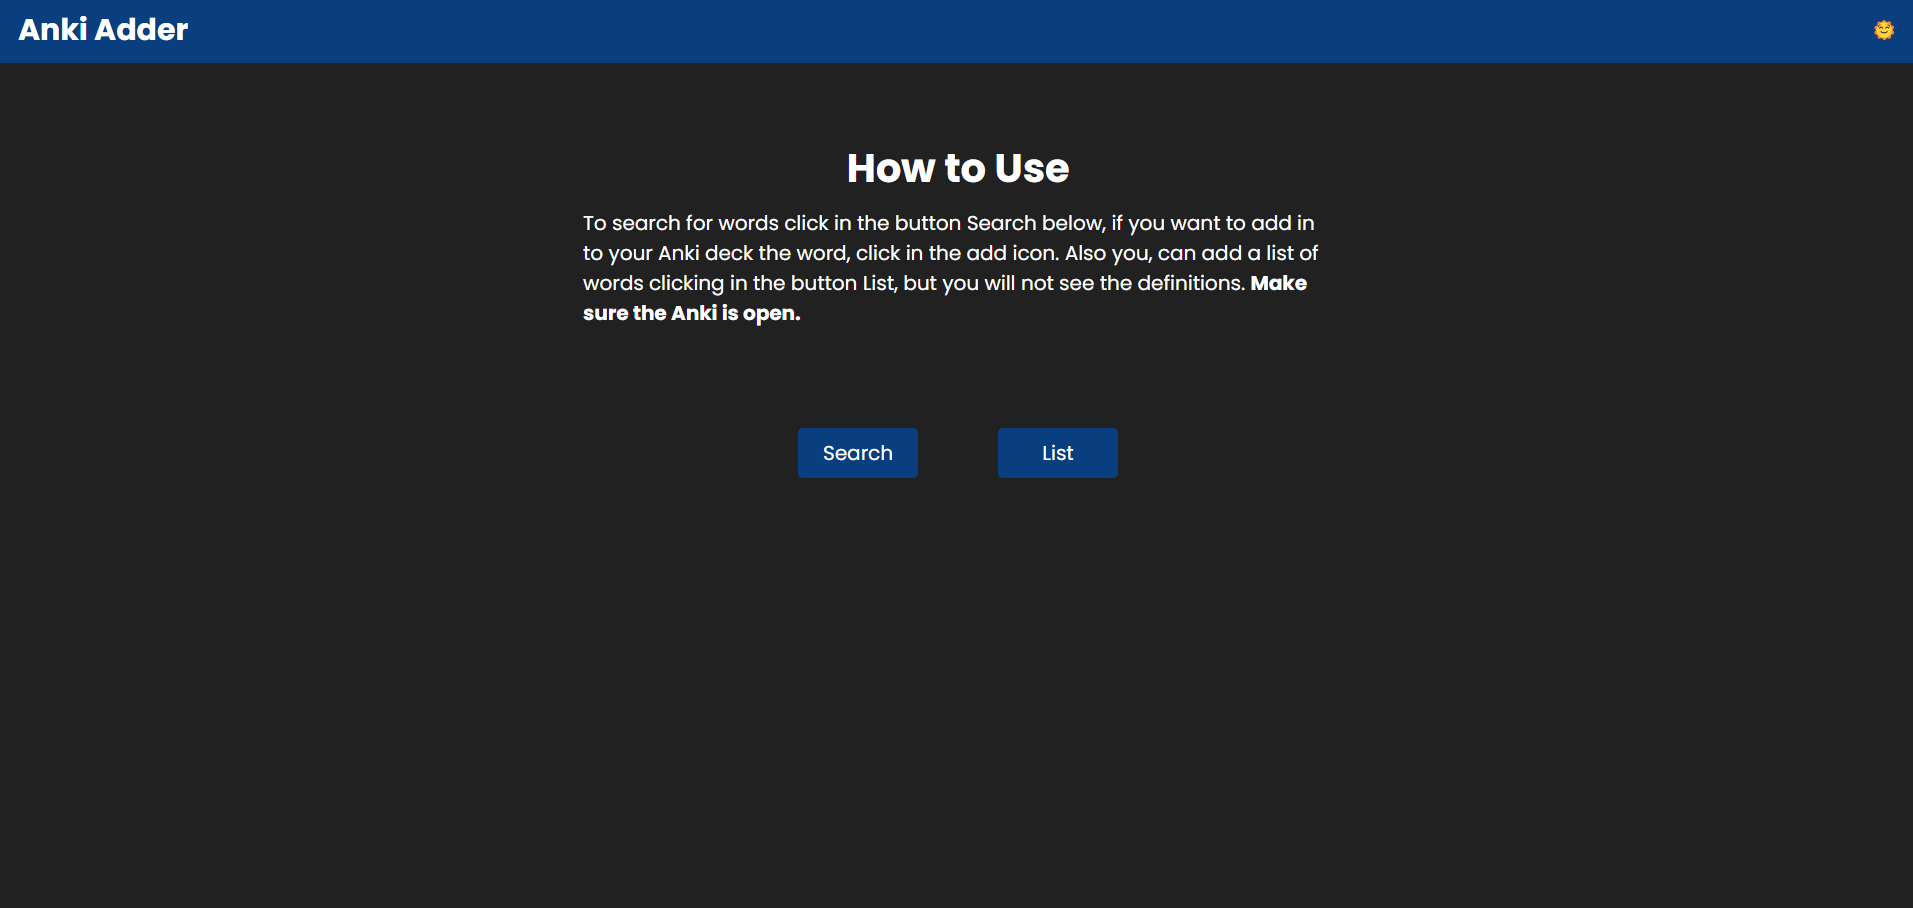 Anki Adder
How to Use
To search for words click in the button Search below, if you want to add in
to your Anki deck the word, click in the add icon. Also you, can add a list of
words clicking in the button List, but you will not see the definitions. Make
sure the Anki is open.
Search
List